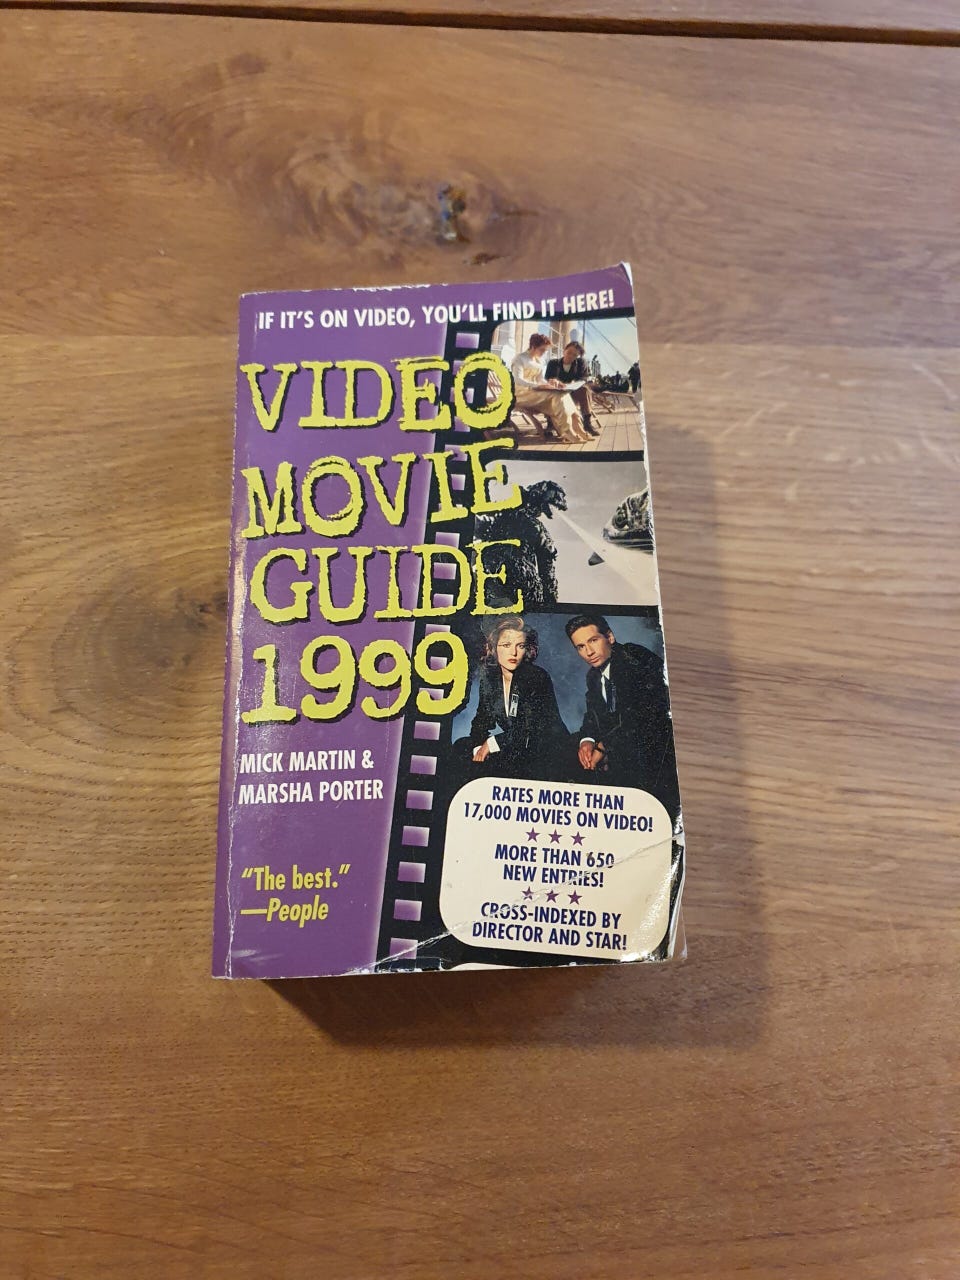 IF IT'S ON VIDEO, YOU'LL FIND IT HERE!
VIDEO
MOVIE
GUIDE
1999
MICK MARTIN &
MARSHA PORTER
"The best."
—People
RATES MORE THAN
17,000 MOVIES ON VIDEO!
MORE THAN 650
NEW ENTRIES!
CROSS-INDEXED BY
DIRECTOR AND STAR!